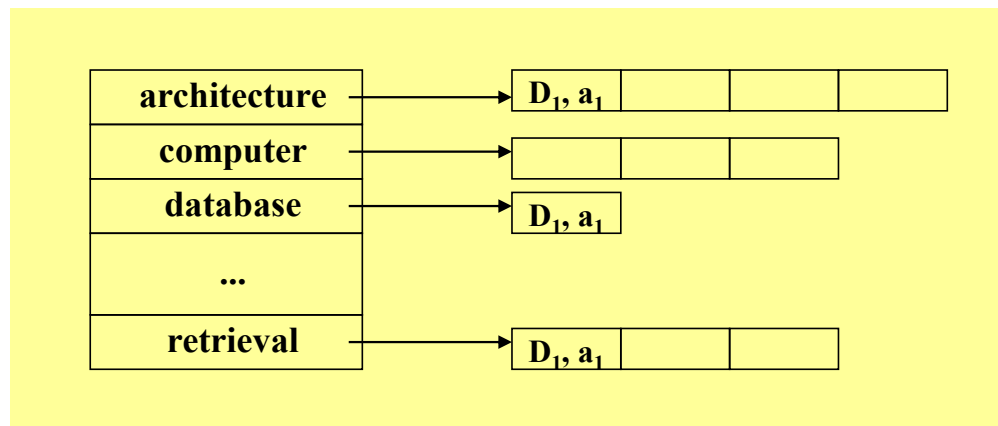 architecture D₁, a₁
computer
database D₁, a₁
...
retrieval D₁, a₁